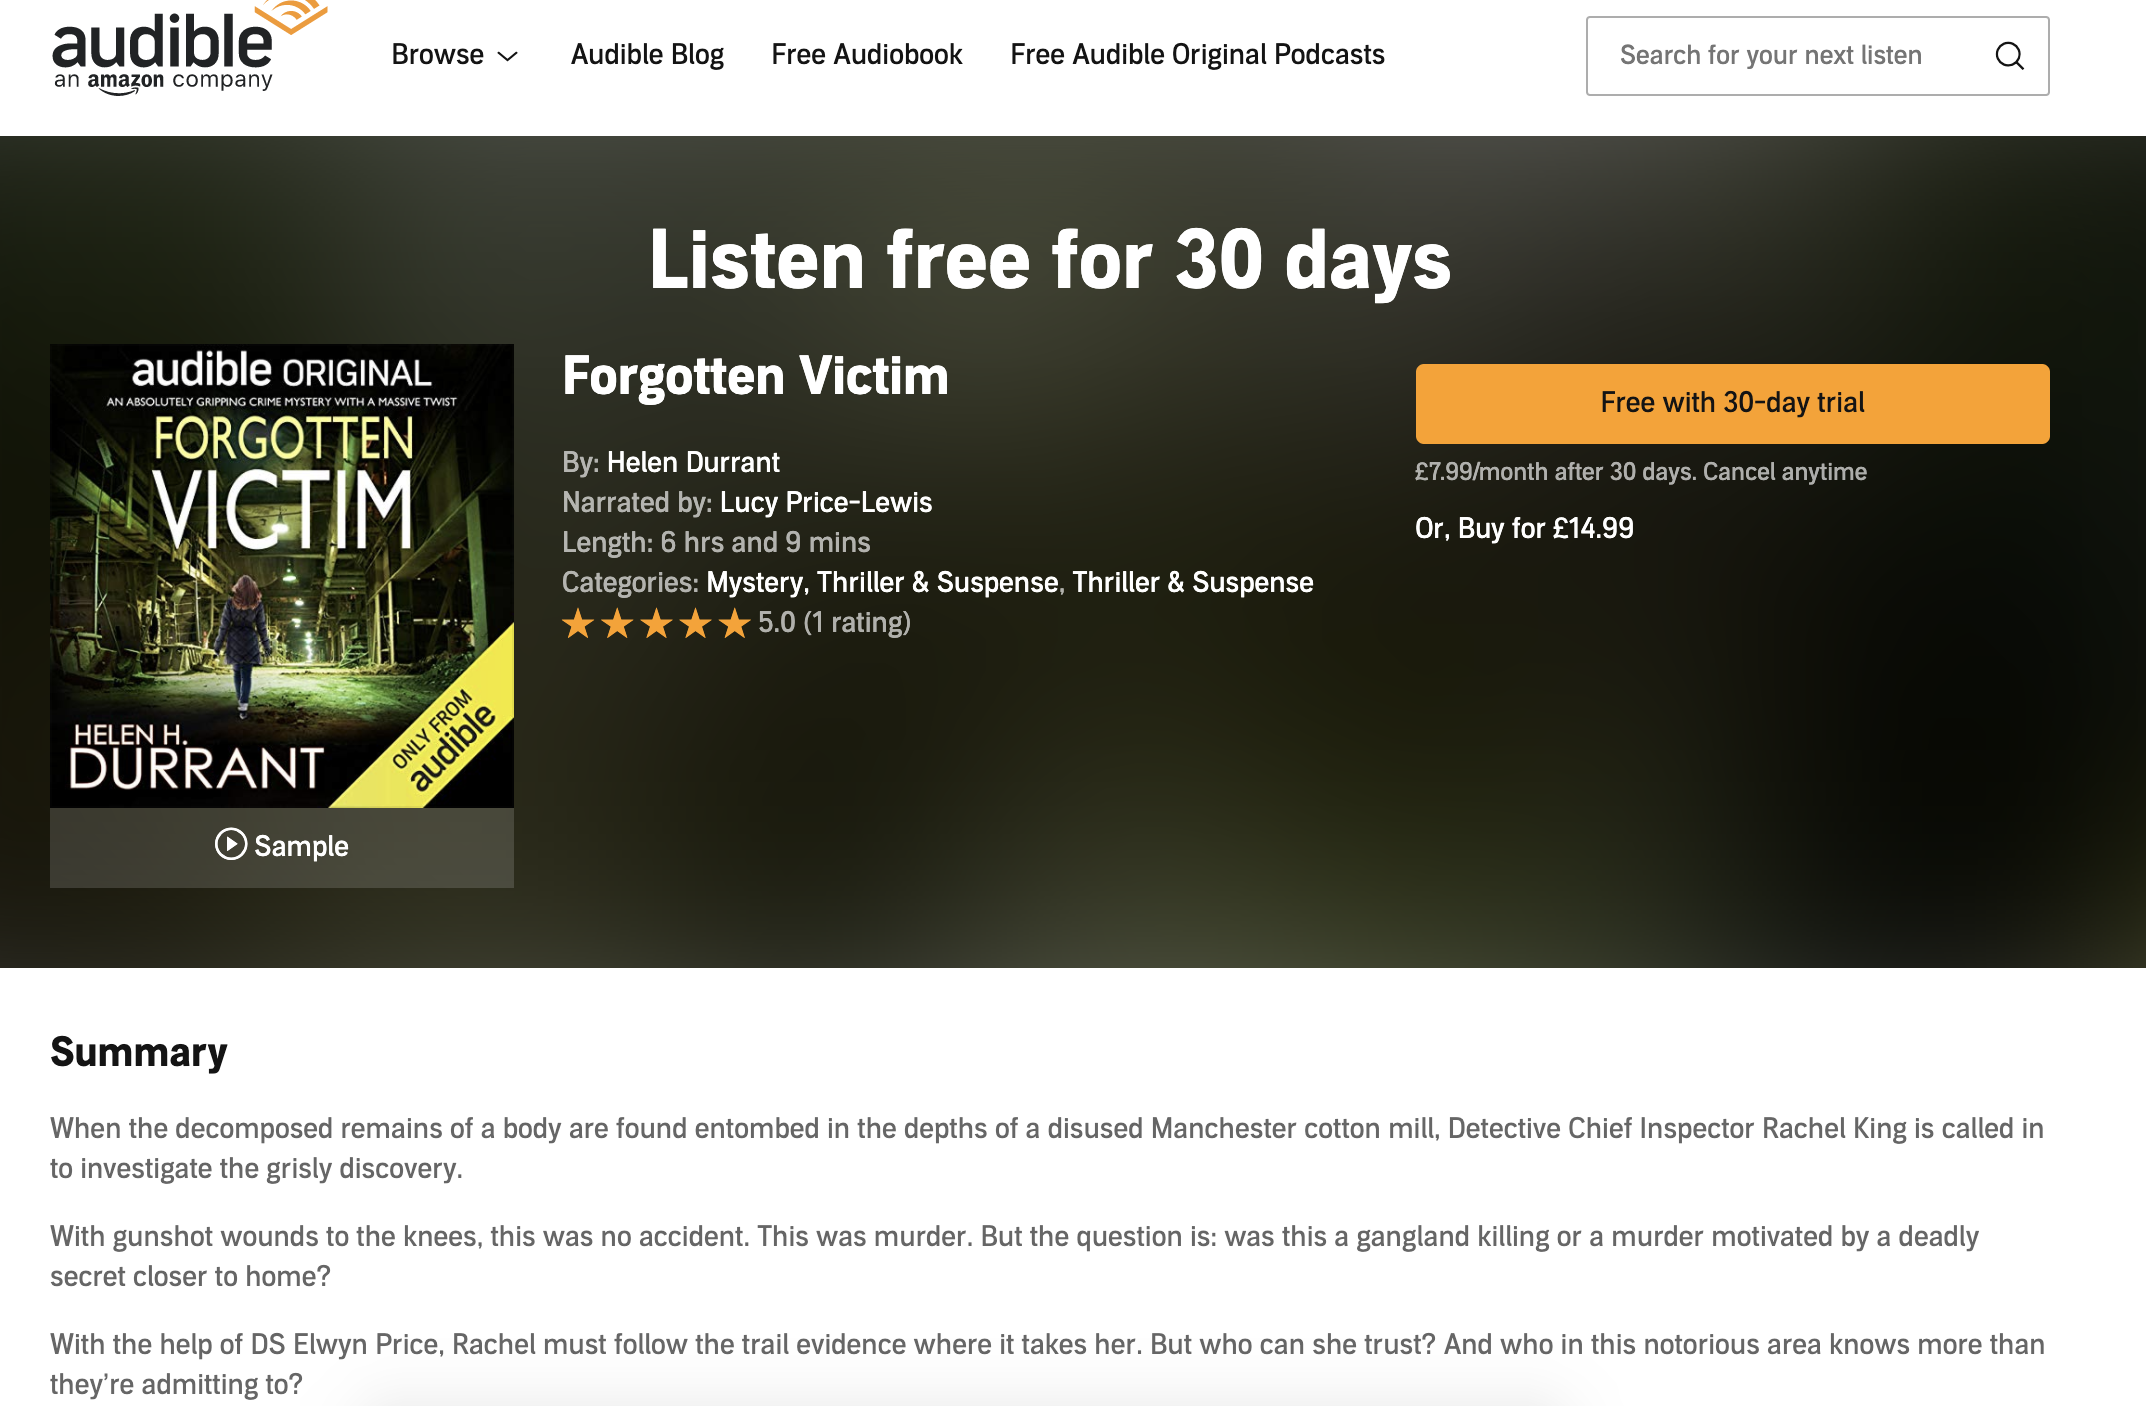 audible
an amazon company
Browse
Audible Blog
Free Audiobook
Free Audible Original Podcasts
Search for your next listen
Listen free for 30 days
audible ORIGINAL
AN ABSOLUTELY GRIPPING CRIME MYSTERY WITH A MASSIVE TWIST
FORGOTTEN
VICTIM
HELEN H.
DURRANT
ONLY FROM
audible
Sample
Forgotten Victim
By: Helen Durrant
Narrated by: Lucy Price-Lewis
Length: 6 hrs and 9 mins
Categories: Mystery, Thriller & Suspense, Thriller & Suspense
5.0 (1 rating)
Free with 30-day trial
£7.99/month after 30 days. Cancel anytime
Or, Buy for £14.99
Summary
When the decomposed remains of a body are found entombed in the depths of a disused Manchester cotton mill, Detective Chief Inspector Rachel King is called in
to investigate the grisly discovery.
With gunshot wounds to the knees, this was no accident. This was murder. But the question is: was this a gangland killing or a murder motivated by a deadly
secret closer to home?
With the help of DS Elwyn Price, Rachel must follow the trail evidence where it takes her. But who can she trust? And who in this notorious area knows more than
they’re admitting to?